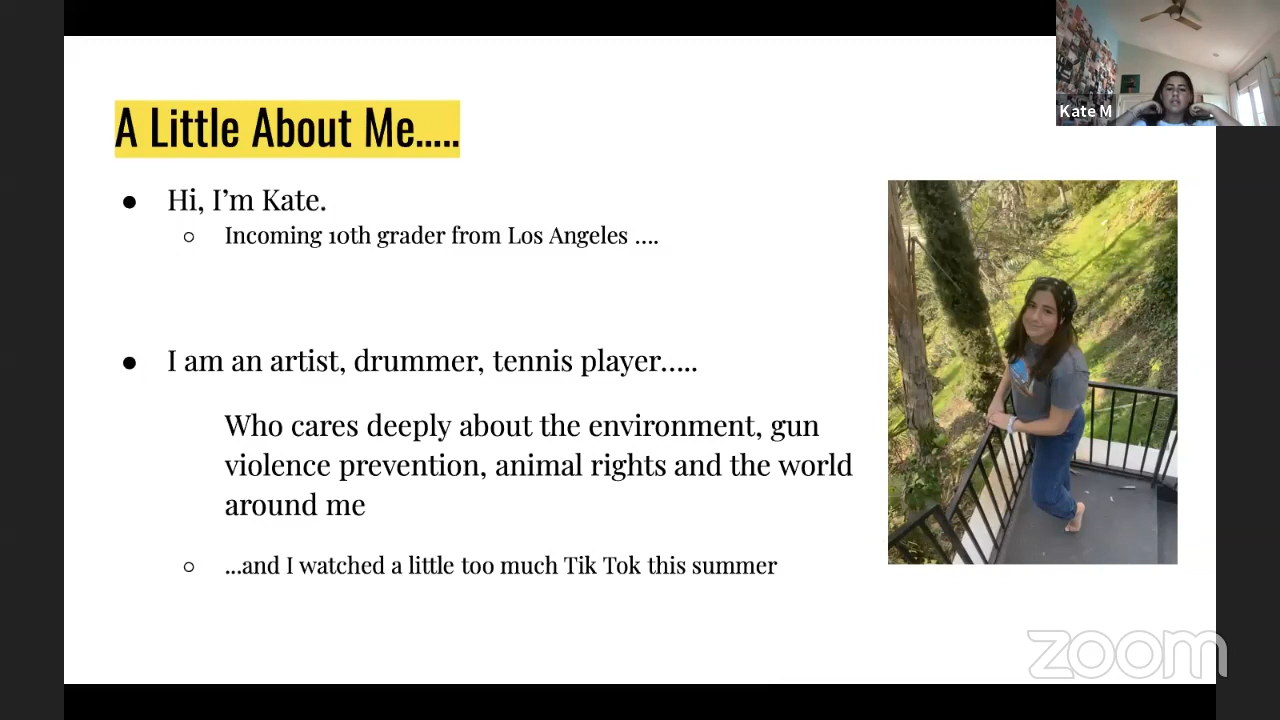 A Little About Me.....
Kate M
● Hi, I’m Kate.
○ Incoming 10th grader from Los Angeles ....
● I am an artist, drummer, tennis player…..
Who cares deeply about the environment, gun
violence prevention, animal rights and the world
around me
○ ...and I watched a little too much Tik Tok this summer
zoom